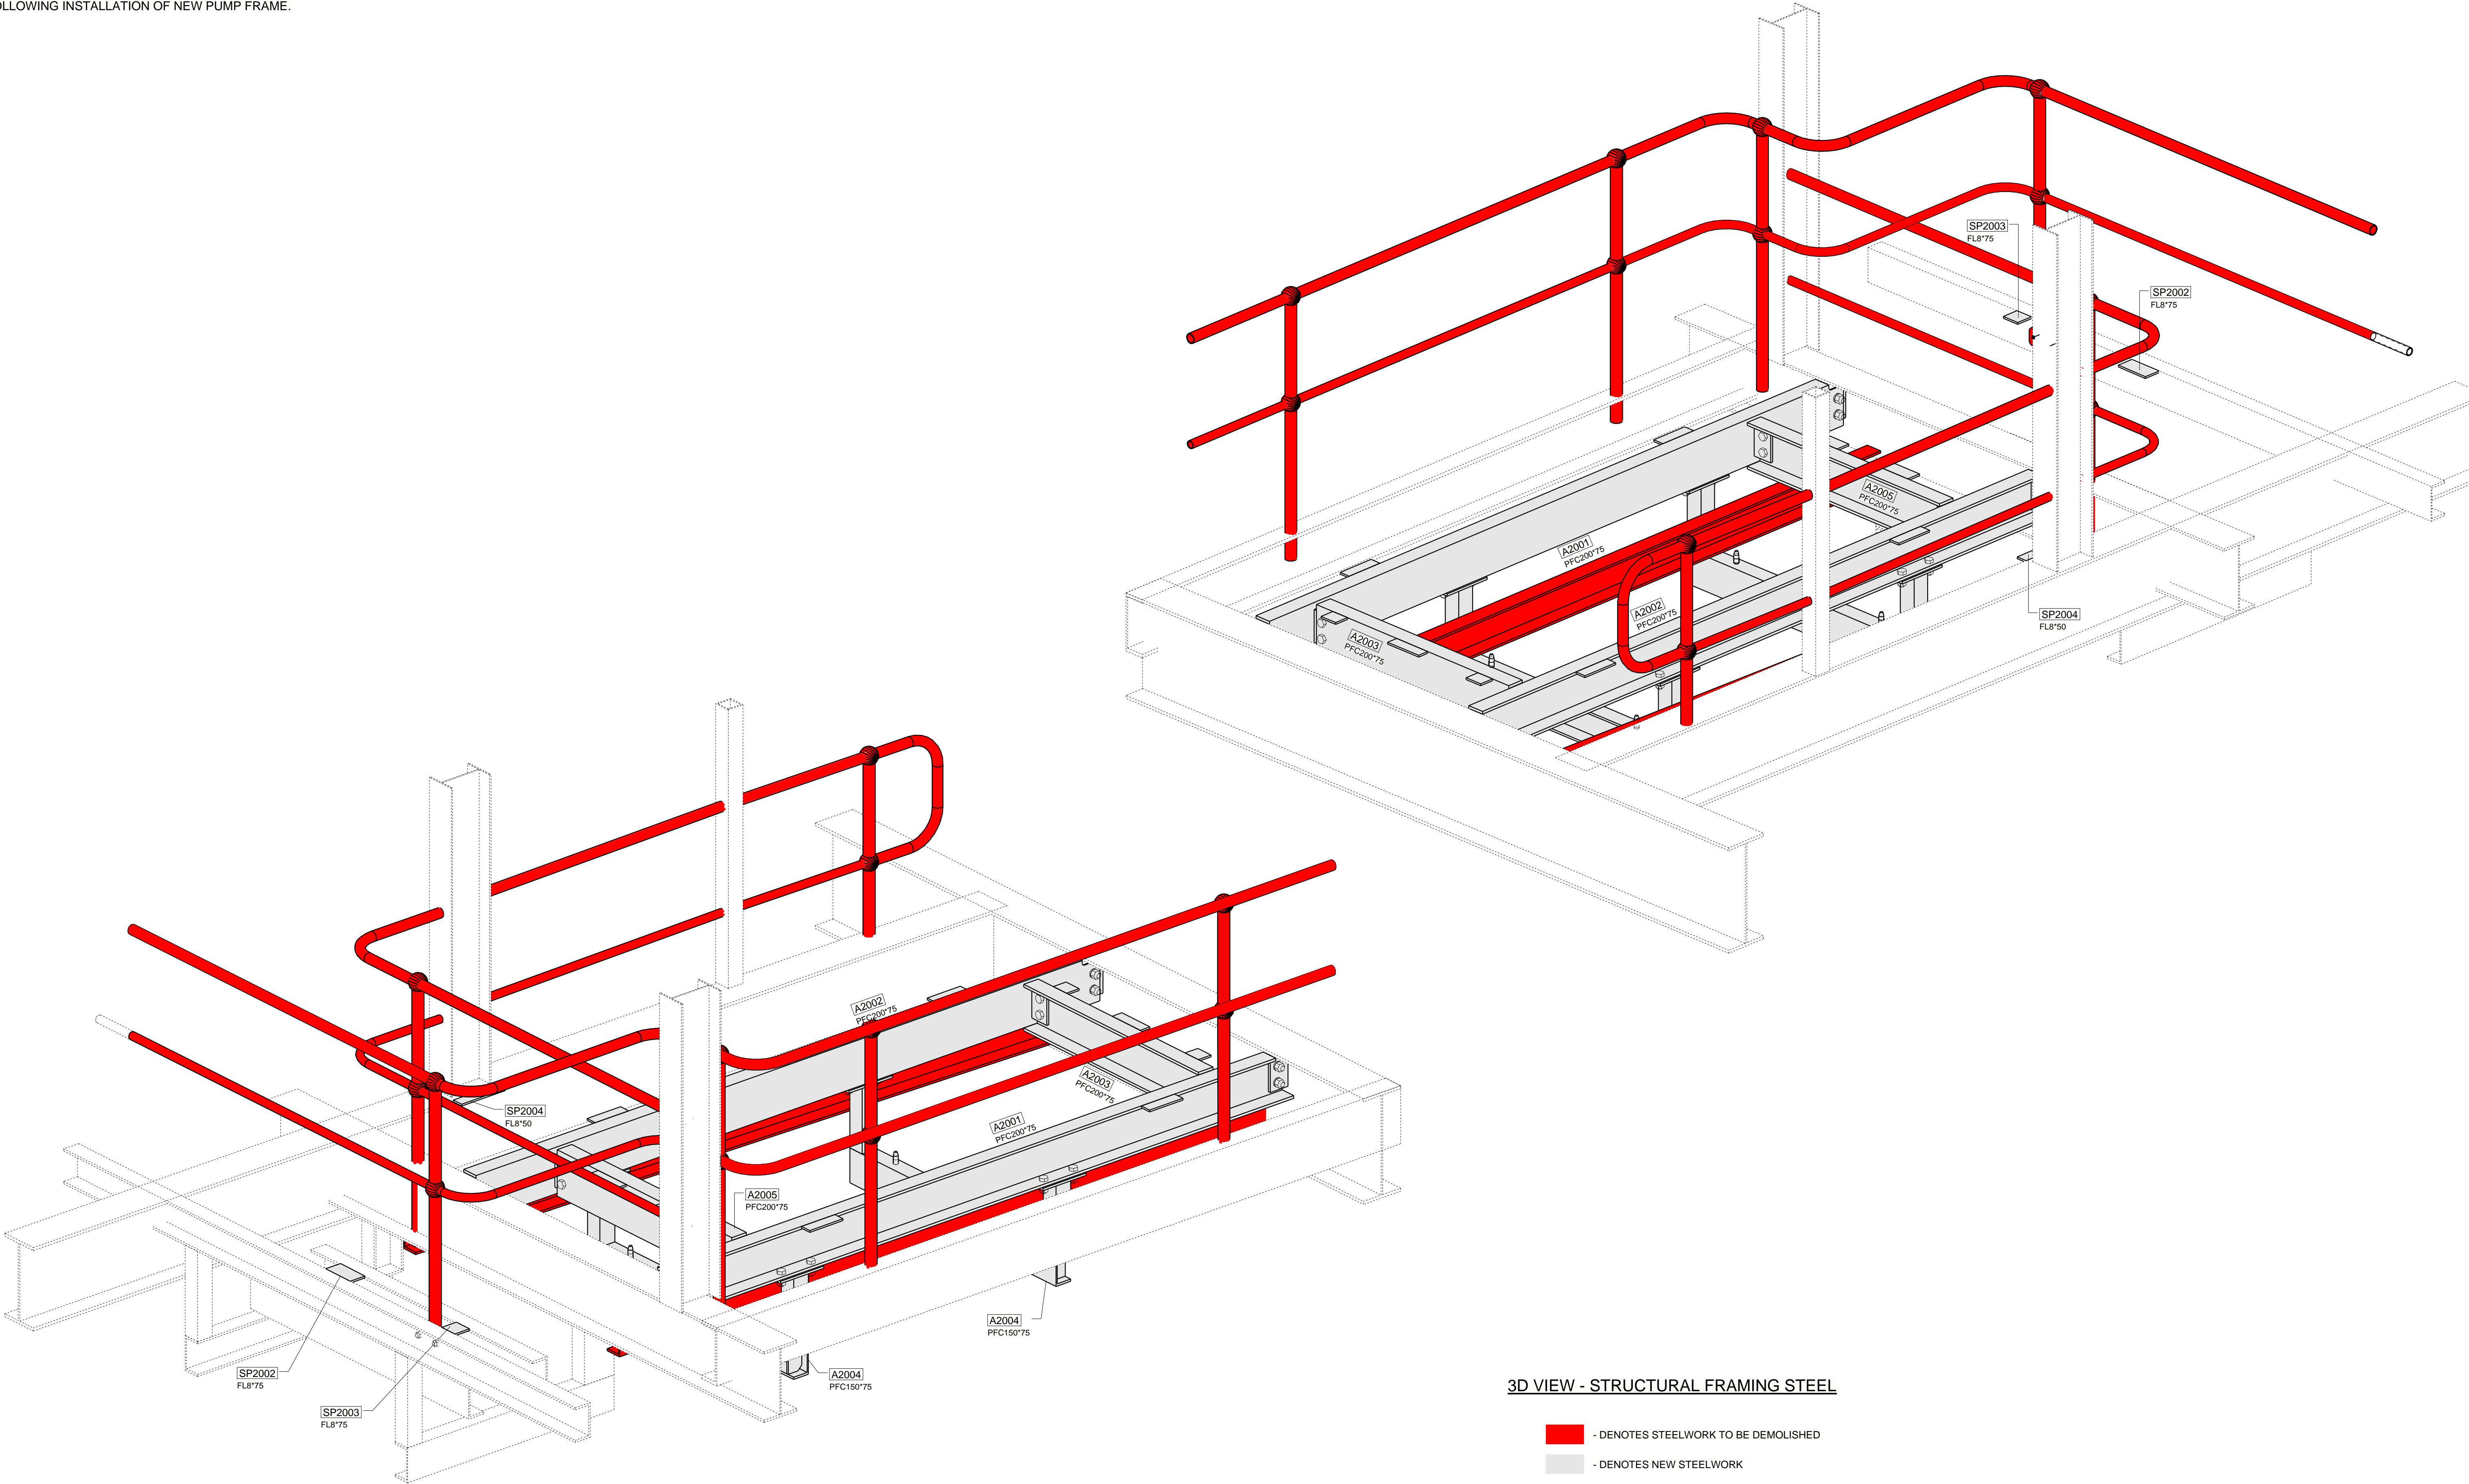 OLLOWING INSTALLATION OF NEW PUMP FRAME.
SP2003
FL8*75
SP2002
FL8*75
A2005
PFC200*75
A2001
PFC200*75
A2002
PFC200*75
A2003
PFC200*75
SP2004
FL8*50
A2002
PFC200*75
A2003
PFC200*75
SP2004
FL8*50
A2001
PFC200*75
A2005
PFC200*75
A2004
PFC150*75
A2004
PFC150*75
SP2002
FL8*75
SP2003
FL8*75
3D VIEW - STRUCTURAL FRAMING STEEL
- DENOTES STEELWORK TO BE DEMOLISHED
- DENOTES NEW STEELWORK